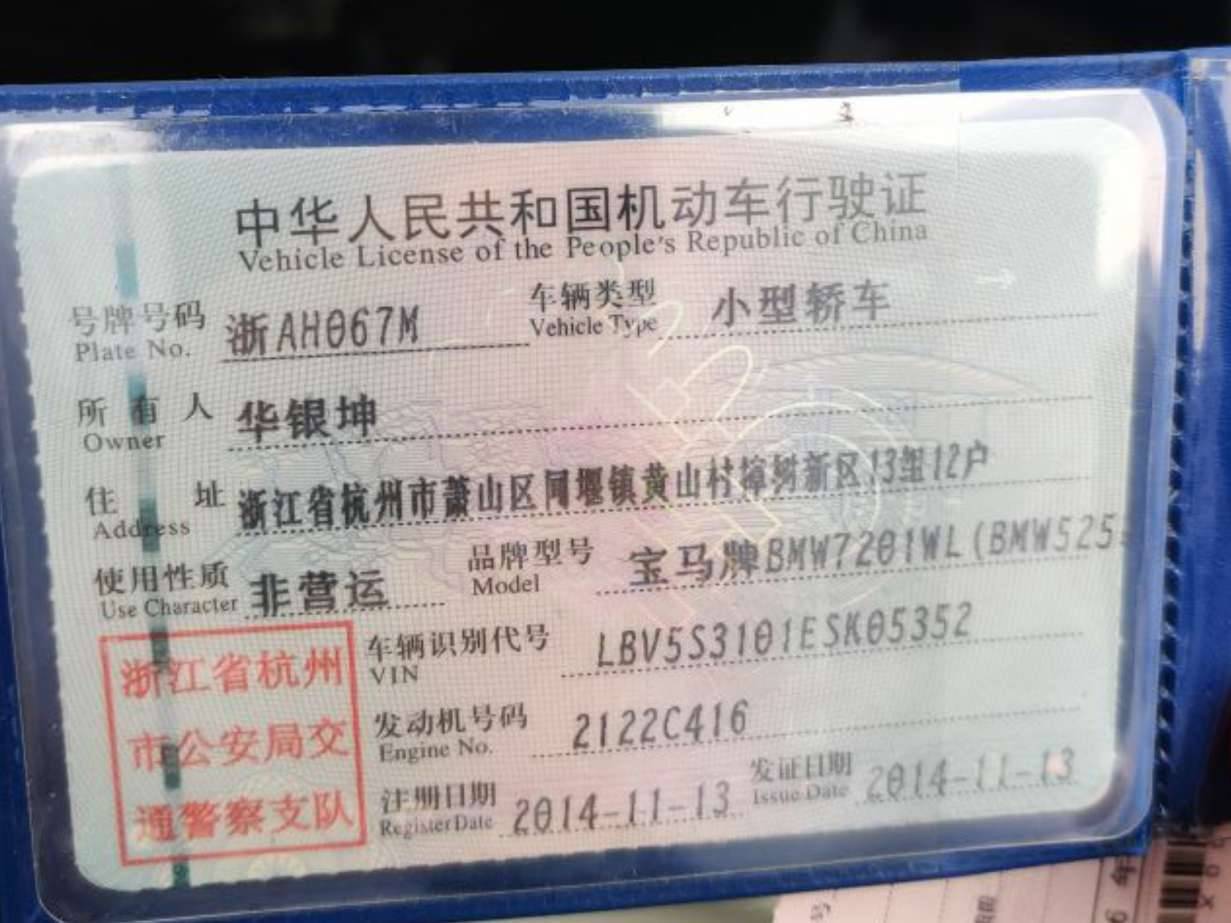 中华人民共和国机动车行驶证
Vehicle License of the People's Republic of China
号牌号码 浙AH067M 车辆类型 小型轿车
Plate No. Vehicle Type
所有人 华银坤
Owner
住址 浙江省杭州市萧山区闻堰镇黄山村樟树新区13组12户
Address
使用性质 非营运 品牌型号 宝马牌BMW7201WL(BMW525
Use Character Model
浙江省杭州
市公安局交
通警察支队
车辆识别代号 LBV5S3101ESK05352
VIN
发动机号码 2122C416
Engine No.
注册日期 2014-11-13 发证日期 2014-11-13
Register Date Issue Date
年